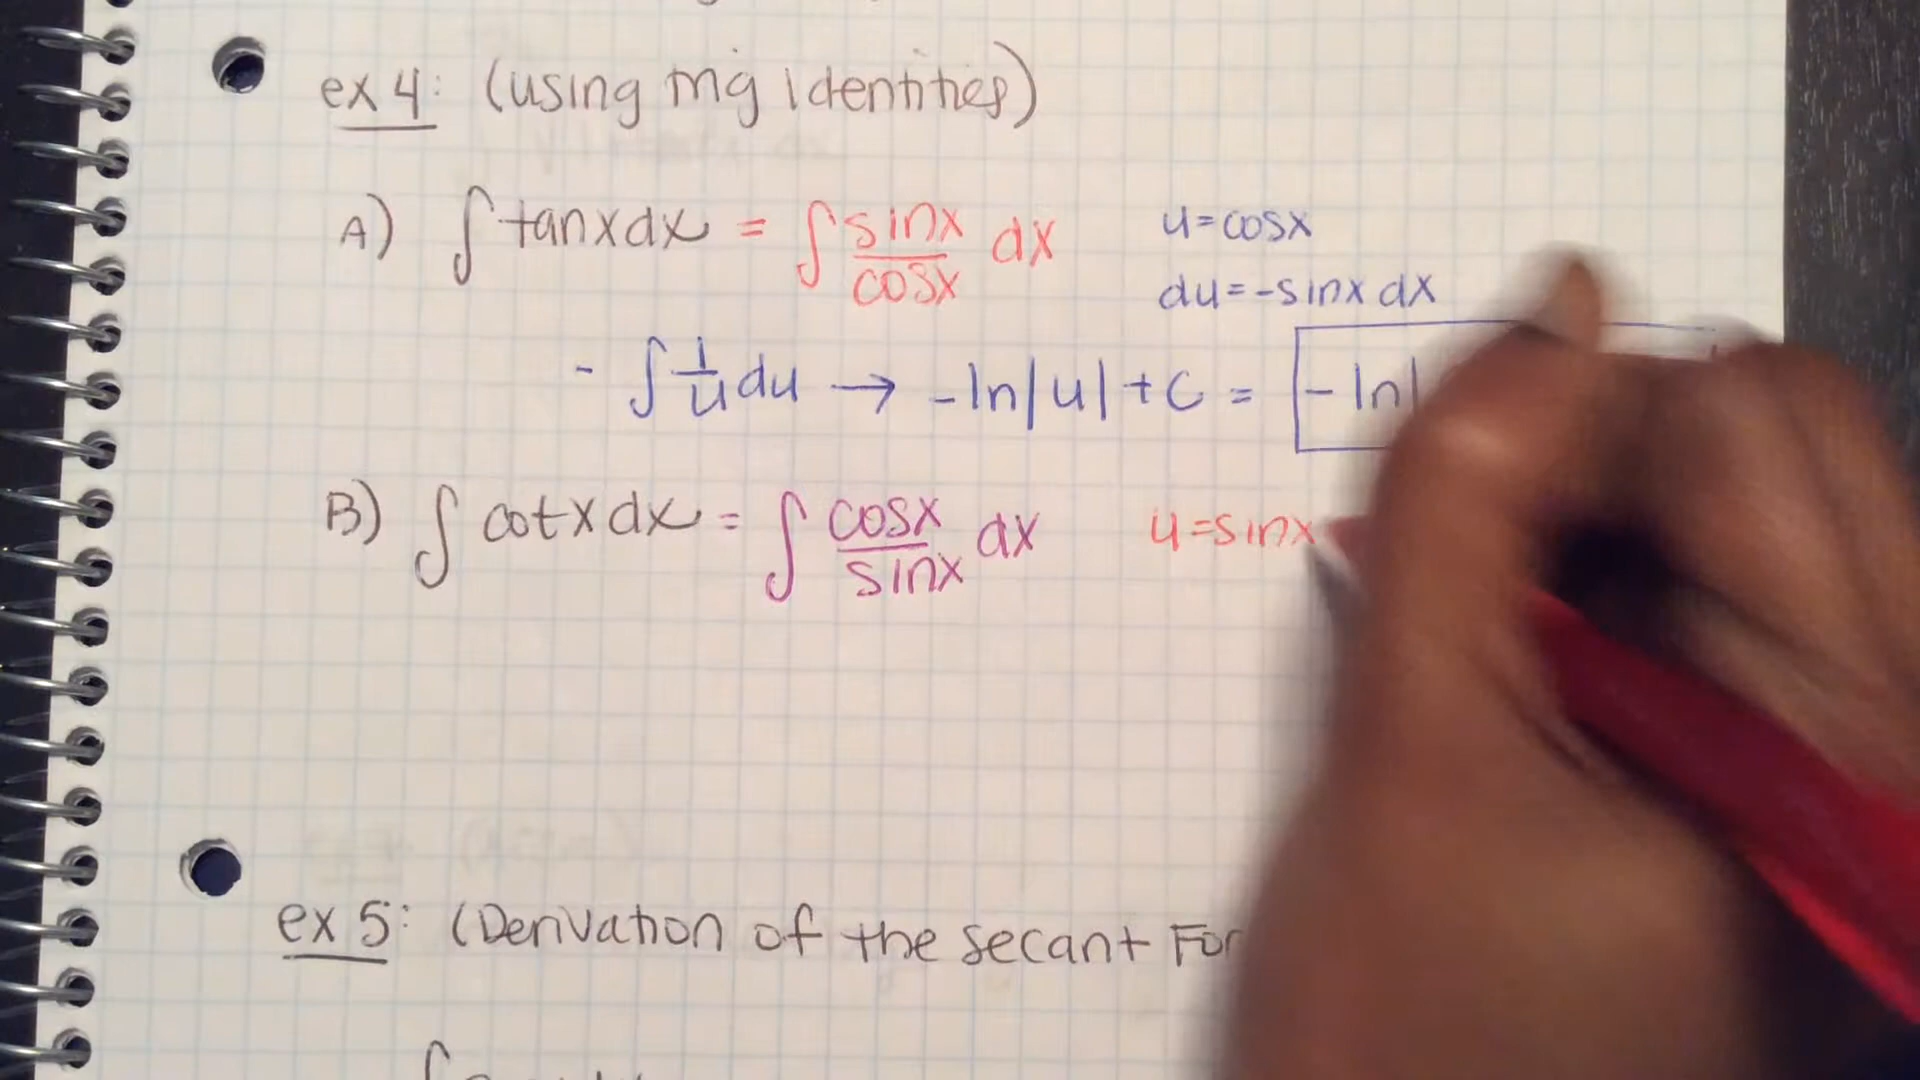 ex 4: (using trig identities)
A) ∫ tanx dx = ∫ sinx/cosx dx
u=cosx
du=-sinx dx
- ∫ 1/u du → -ln|u| + C = - ln|
B) ∫ cotx dx = ∫ cosx/sinx dx
u=sinx
ex 5: (Derivation of the secant For